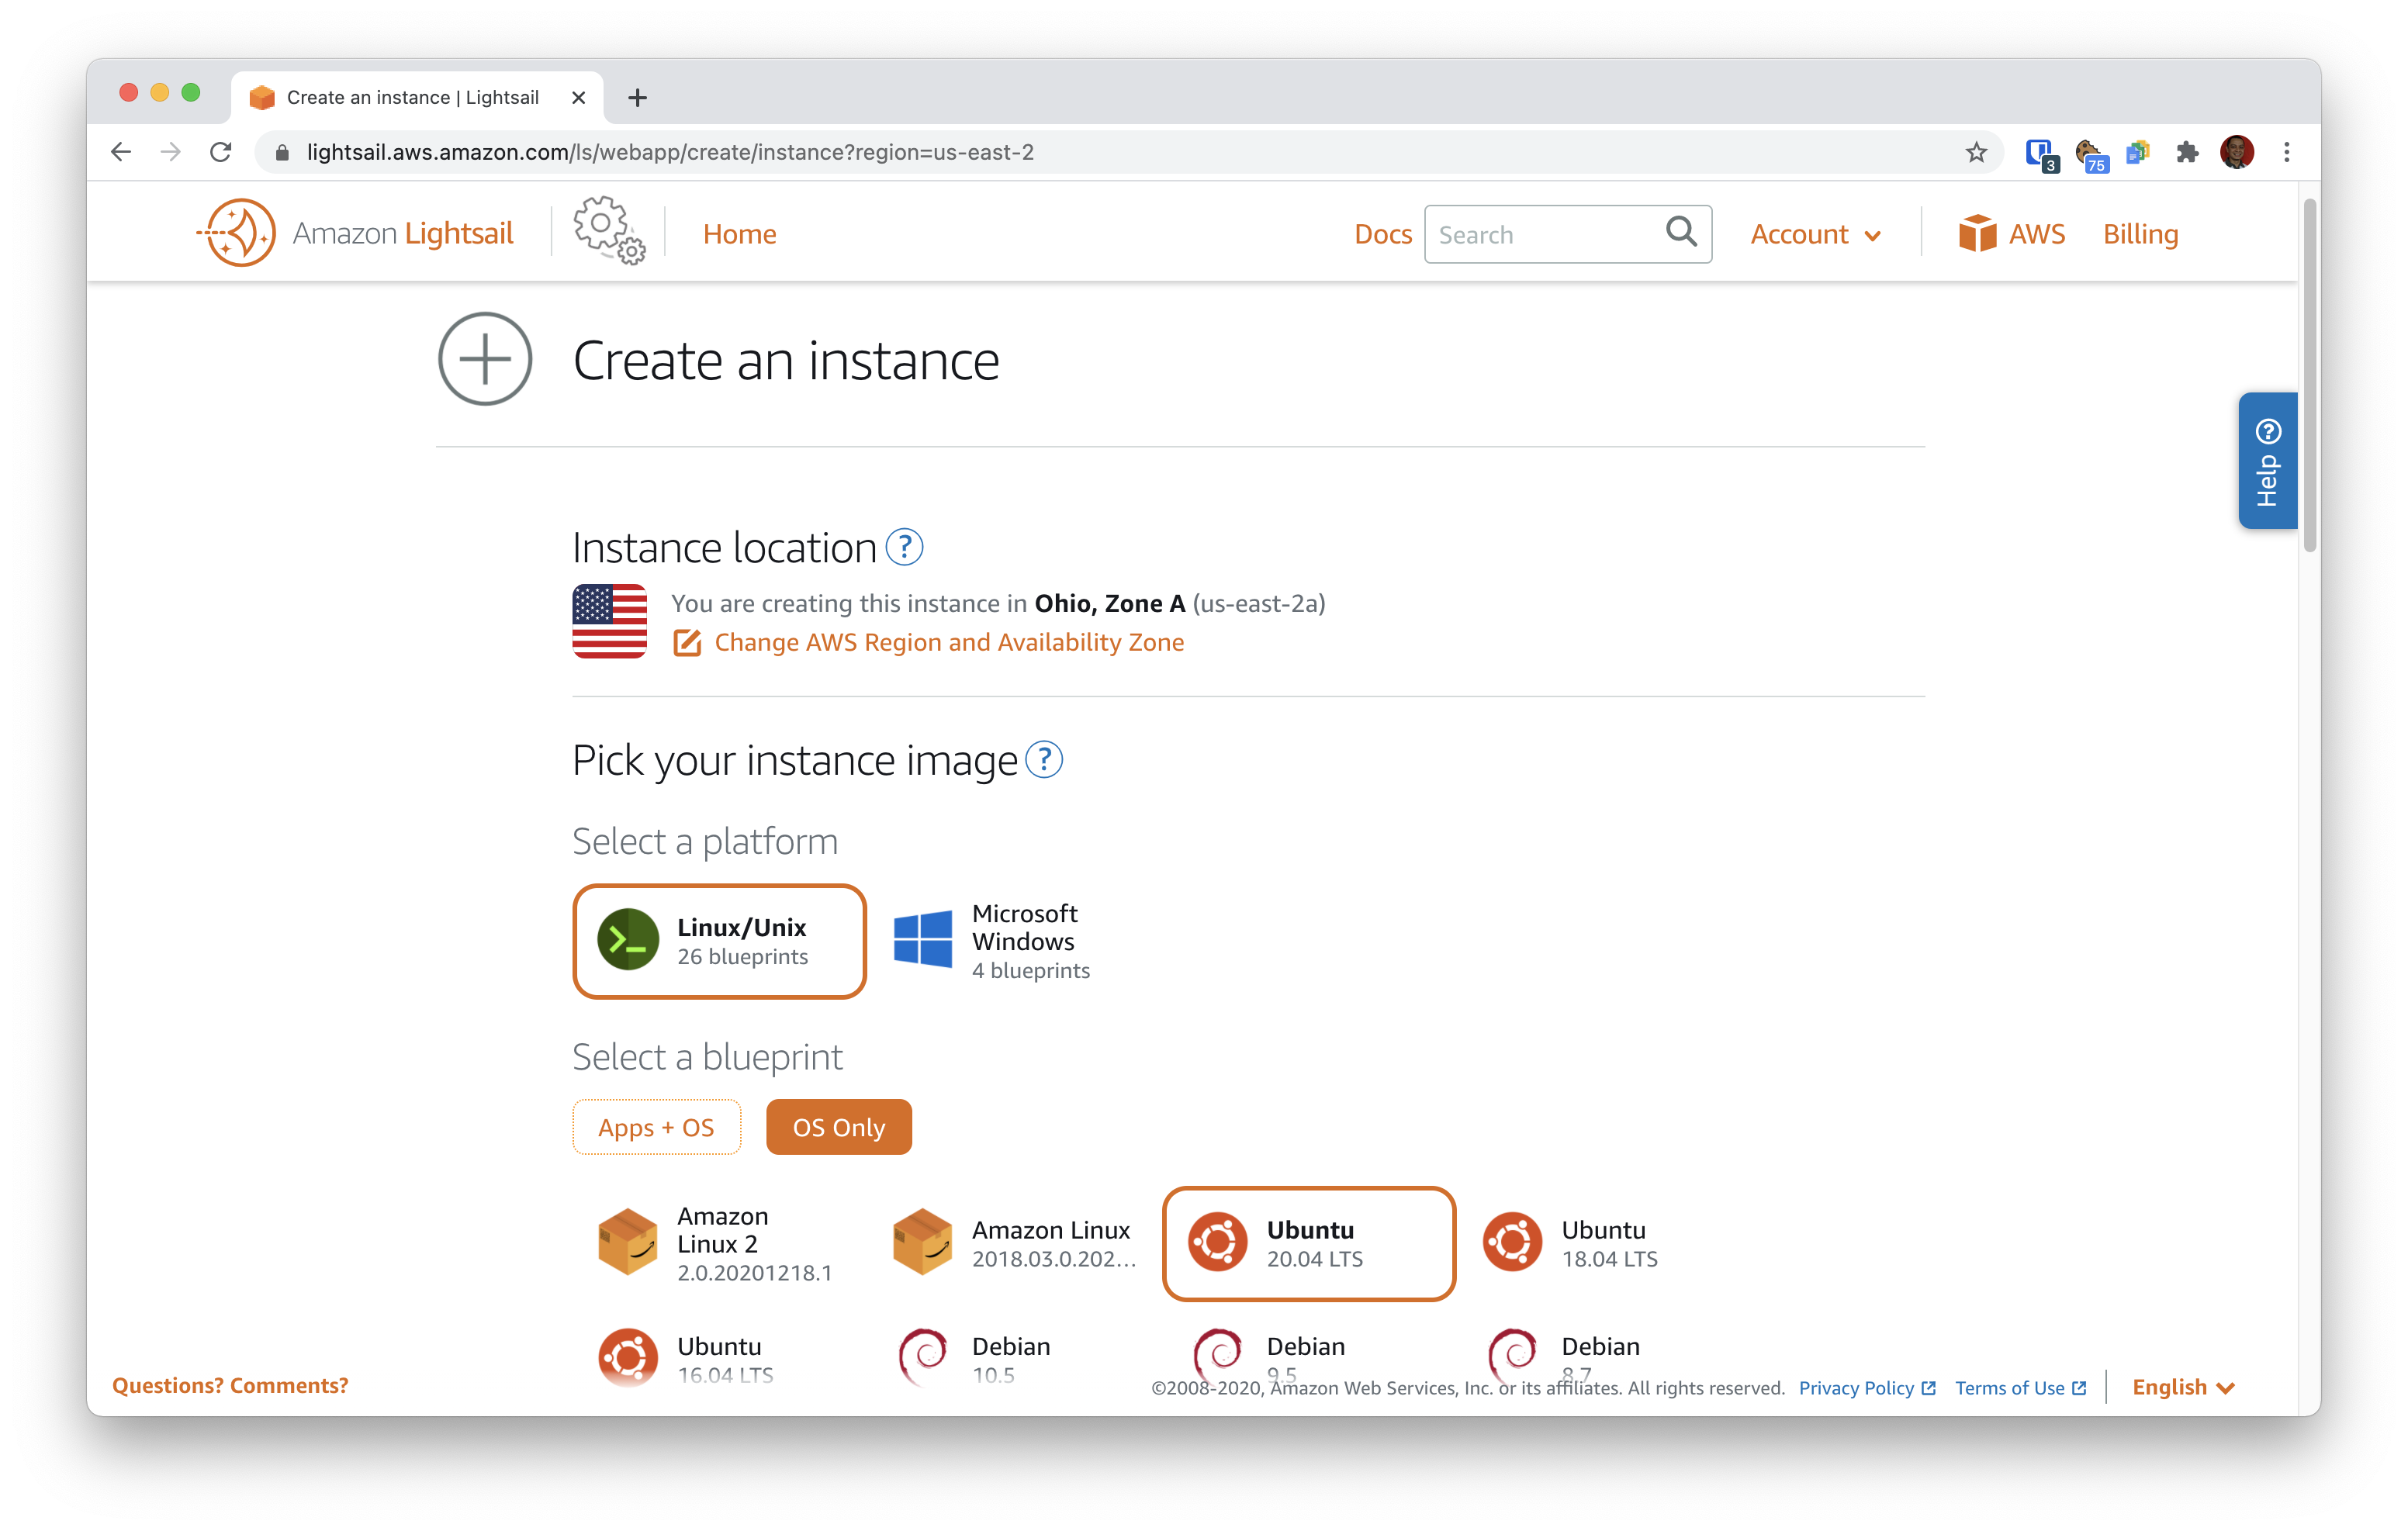 Create an instance | Lightsail
lightsail.aws.amazon.com/ls/webapp/create/instance?region=us-east-2
3
75
Amazon Lightsail
Home
Docs
Search
Account
AWS
Billing
Create an instance
Help
Instance location
You are creating this instance in Ohio, Zone A (us-east-2a)
Change AWS Region and Availability Zone
Pick your instance image
Select a platform
Linux/Unix
26 blueprints
Microsoft
Windows
4 blueprints
Select a blueprint
Apps + OS
OS Only
Amazon
Linux 2
2.0.20201218.1
Amazon Linux
2018.03.0.202...
Ubuntu
20.04 LTS
Ubuntu
18.04 LTS
Ubuntu
16.04 LTS
Debian
10.5
Debian
9.5
Debian
8.7
Questions? Comments?
©2008-2020, Amazon Web Services, Inc. or its affiliates. All rights reserved.
Privacy Policy
Terms of Use
English